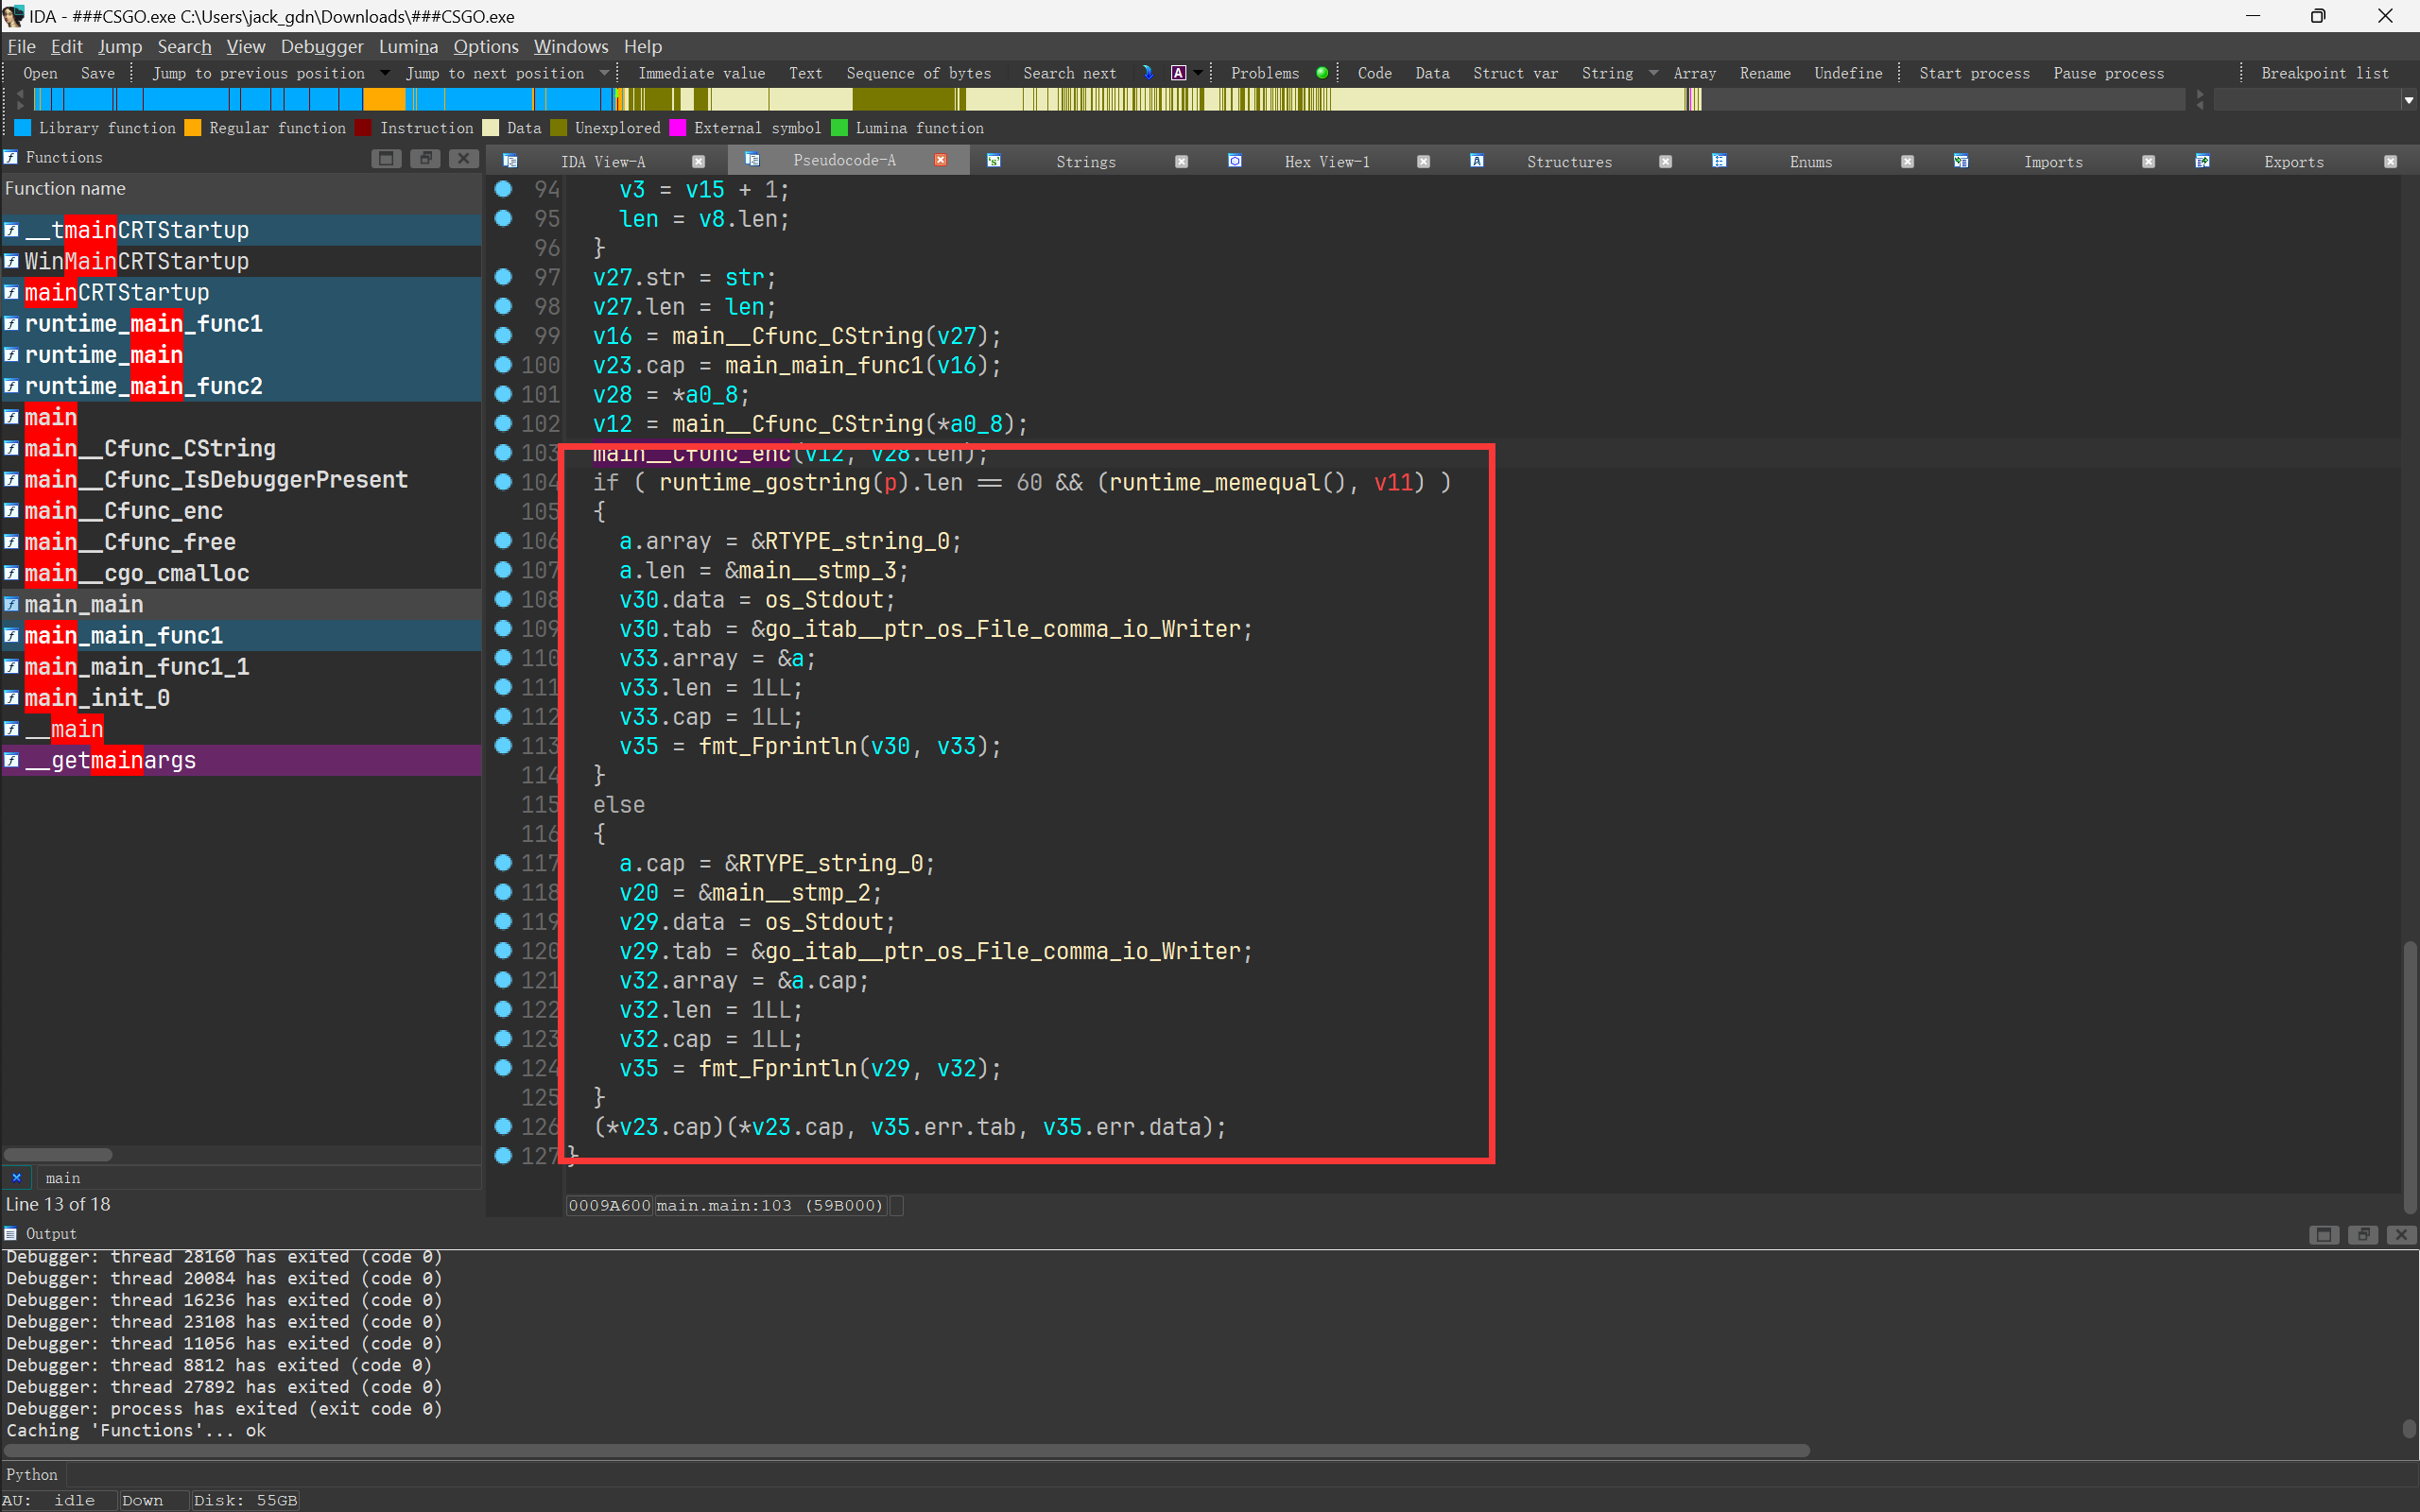 IDA - ###CSGO.exe C:\Users\jack_gdn\Downloads\###CSGO.exe
File Edit Jump Search View Debugger Lumina Options Windows Help
Open Save Jump to previous position Jump to next position Immediate value Text Sequence of bytes Search next A Problems Code Data Struct var String Array Rename Undefine Start process Pause process Breakpoint list
Library function Regular function Instruction Data Unexplored External symbol Lumina function
Functions
IDA View-A Pseudocode-A Strings Hex View-1 Structures Enums Imports Exports
Function name
__tmainCRTStartup
WinMainCRTStartup
mainCRTStartup
runtime_main_func1
runtime_main
runtime_main_func2
main
main__Cfunc_CString
main__Cfunc_IsDebuggerPresent
main__Cfunc_enc
main__Cfunc_free
main__cgo_cmalloc
main_main
main_main_func1
main_main_func1_1
main_init_0
__main
__getmainargs
main
Line 13 of 18
94 v3 = v15 + 1;
95 len = v8.len;
96 }
97 v27.str = str;
98 v27.len = len;
99 v16 = main__Cfunc_CString(v27);
100 v23.cap = main_main_func1(v16);
101 v28 = *a0_8;
102 v12 = main__Cfunc_CString(*a0_8);
103 main__Cfunc_enc(v12, v28.len);
104 if ( runtime_gostring(p).len == 60 && (runtime_memequal(), v11) )
105 {
106 a.array = &RTYPE_string_0;
107 a.len = &main__stmp_3;
108 v30.data = os_Stdout;
109 v30.tab = &go_itab__ptr_os_File_comma_io_Writer;
110 v33.array = &a;
111 v33.len = 1LL;
112 v33.cap = 1LL;
113 v35 = fmt_Fprintln(v30, v33);
114 }
115 else
116 {
117 a.cap = &RTYPE_string_0;
118 v20 = &main__stmp_2;
119 v29.data = os_Stdout;
120 v29.tab = &go_itab__ptr_os_File_comma_io_Writer;
121 v32.array = &a.cap;
122 v32.len = 1LL;
123 v32.cap = 1LL;
124 v35 = fmt_Fprintln(v29, v32);
125 }
126 (*v23.cap)(*v23.cap, v35.err.tab, v35.err.data);
127 }
0009A600 main.main:103 (59B000)
Output
Debugger: thread 28160 has exited (code 0)
Debugger: thread 20084 has exited (code 0)
Debugger: thread 16236 has exited (code 0)
Debugger: thread 23108 has exited (code 0)
Debugger: thread 11056 has exited (code 0)
Debugger: thread 8812 has exited (code 0)
Debugger: thread 27892 has exited (code 0)
Debugger: process has exited (exit code 0)
Caching 'Functions'... ok
Python
AU: idle Down Disk: 55GB